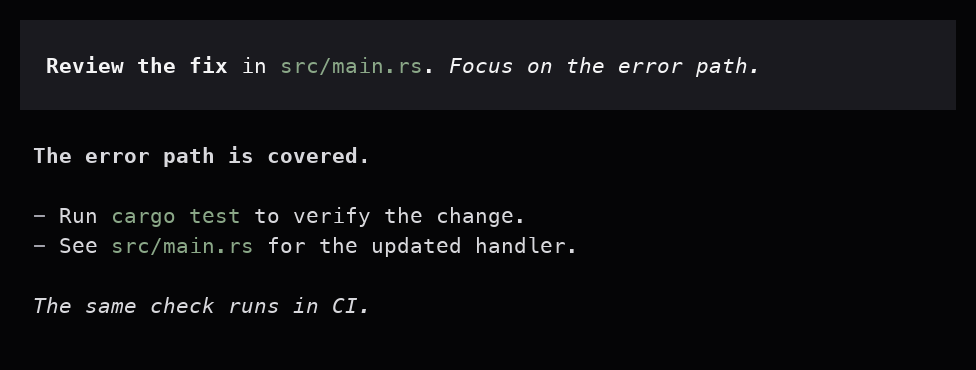 Review the fix in src/main.rs. Focus on the error path.
The error path is covered.
– Run cargo test to verify the change.
– See src/main.rs for the updated handler.
The same check runs in CI.